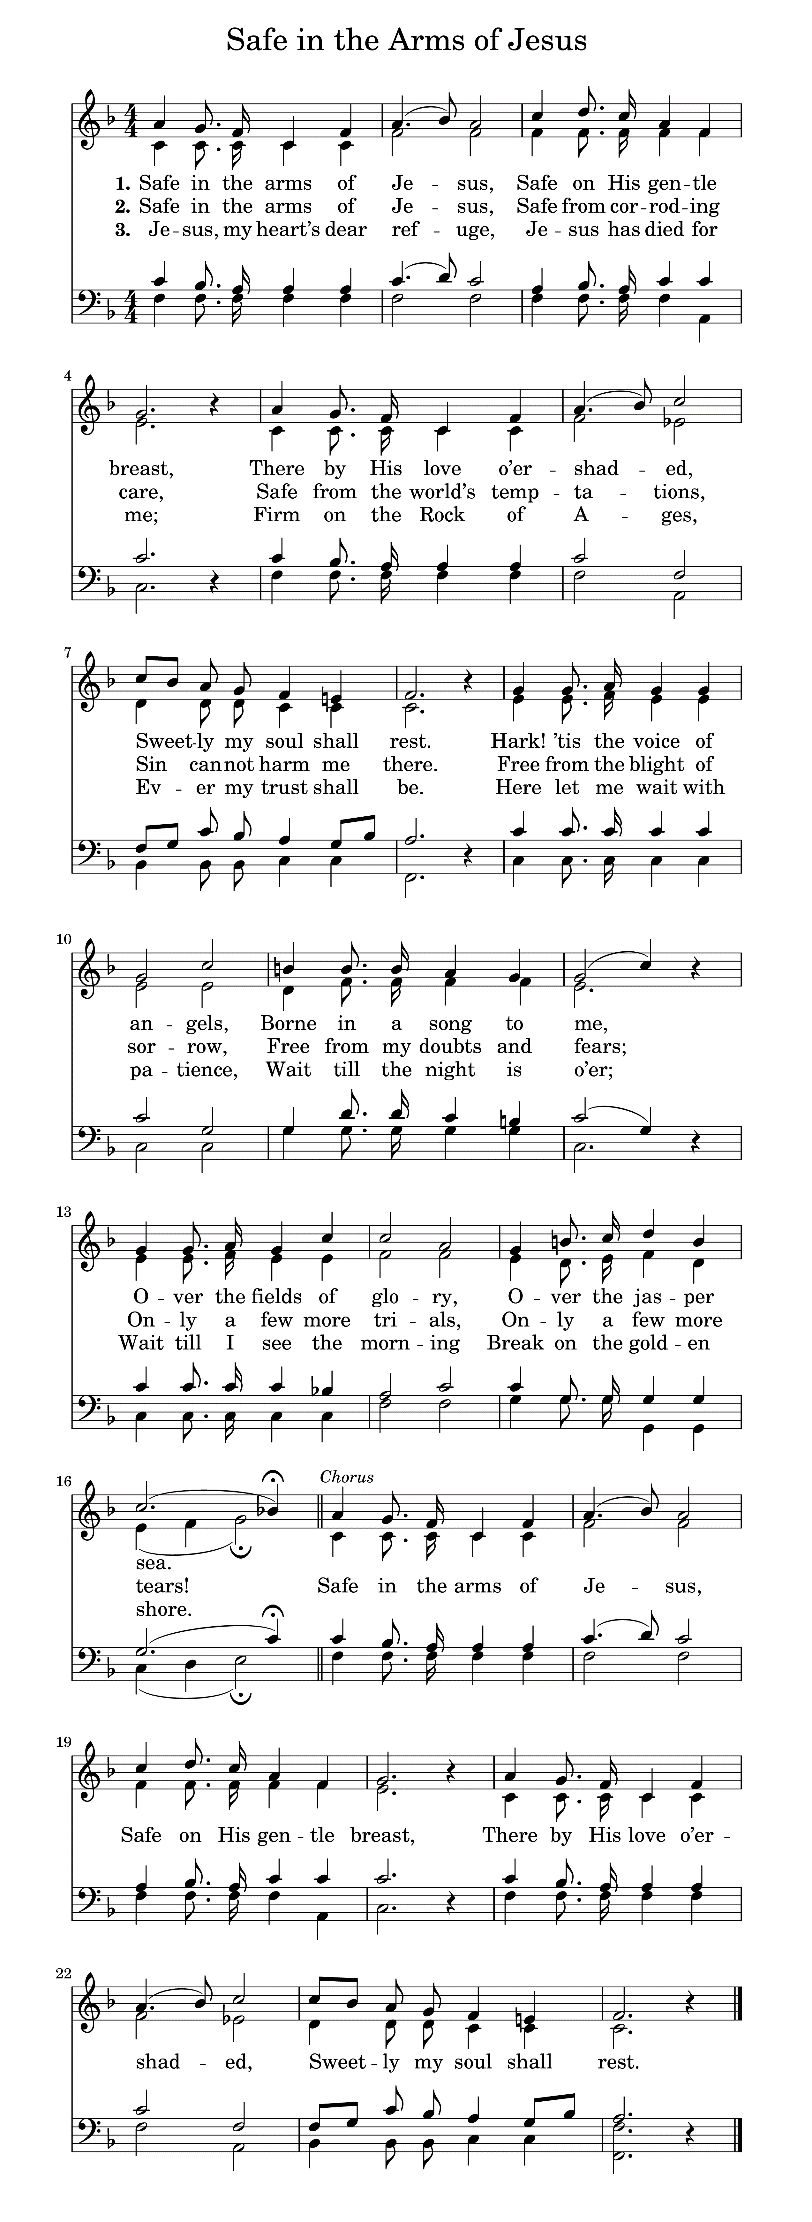 Safe in the Arms of Jesus
1. Safe in the arms of Je -- sus, Safe on His gen -- tle
2. Safe in the arms of Je -- sus, Safe from cor -- rod -- ing
3. Je -- sus, my heart’s dear ref -- uge, Je -- sus has died for
4
breast, There by His love o’er -- shad -- ed,
care, Safe from the world’s temp -- ta -- tions,
me; Firm on the Rock of A -- ges,
7
Sweet -- ly my soul shall rest. Hark! ’tis the voice of
Sin can -- not harm me there. Free from the blight of
Ev -- er my trust shall be. Here let me wait with
10
an -- gels, Borne in a song to me,
sor -- row, Free from my doubts and fears;
pa -- tience, Wait till the night is o’er;
13
O -- ver the fields of glo -- ry, O -- ver the jas -- per
On -- ly a few more tri -- als, On -- ly a few more
Wait till I see the morn -- ing Break on the gold -- en
16
Chorus
sea.
tears! Safe in the arms of Je -- sus,
shore.
19
Safe on His gen -- tle breast, There by His love o’er --
22
shad -- ed, Sweet -- ly my soul shall rest.